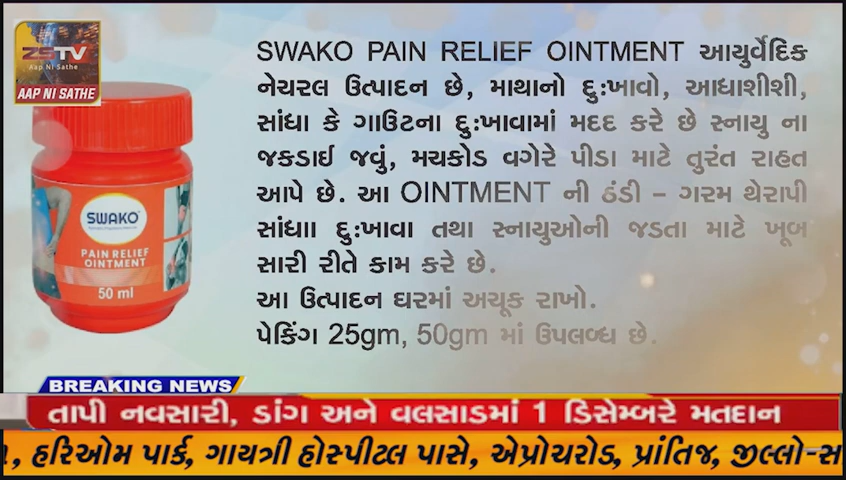 ZSTV
Aap Ni Sathe
AAP NI SATHE
SWAKO PAIN RELIEF OINTMENT આયુર્વેદિક
નેચરલ ઉત્પાદન છે, માથાનો દુઃખાવો, આધાશીશી,
સાંધા કે ગાઉટના દુઃખાવામાં મદદ કરે છે સ્નાયુ ના
જકડાઈ જવું, મચકોડ વગેરે પીડા માટે તુરંત રાહત
આપે છે. આ OINTMENT ની ઠંડી – ગરમ થેરાપી
સાંધાા દુઃખાવા તથા સ્નાયુઓની જડતા માટે ખૂબ
સારી રીતે કામ કરે છે.
આ ઉત્પાદન ઘરમાં અચૂક રાખો.
પેકિંગ 25gm, 50gm માં ઉપલબ્ધ છે.
SWAKO
PAIN RELIEF
OINTMENT
50 ml
BREAKING NEWS
તાપી નવસારી, ડાંગ અને વલસાડમાં 1 ડિસેમ્બરે મતદાન
, હરિઓમ પાર્ક, ગાયત્રી હોસ્પીટલ પાસે, એપ્રોચરોડ, પ્રાંતિજ, જીલ્લો-સ